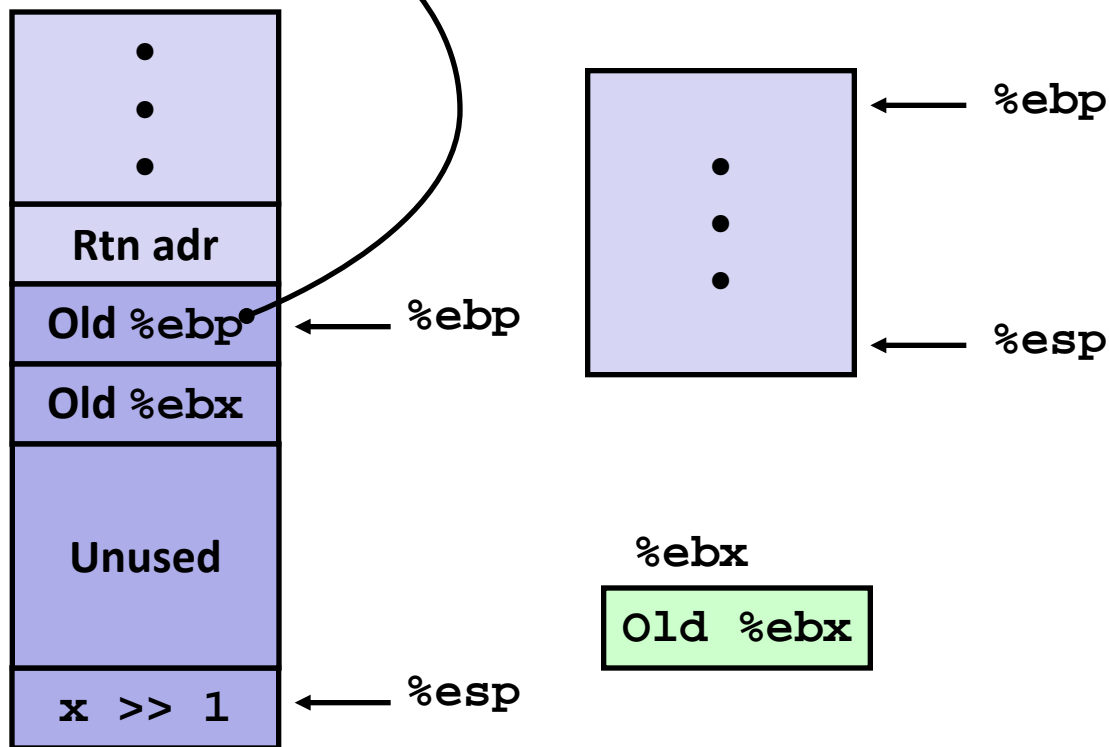 Rtn adr
Old %ebp
%ebp
Old %ebx
Unused
x >> 1
%esp
%ebp
%esp
%ebx
Old %ebx